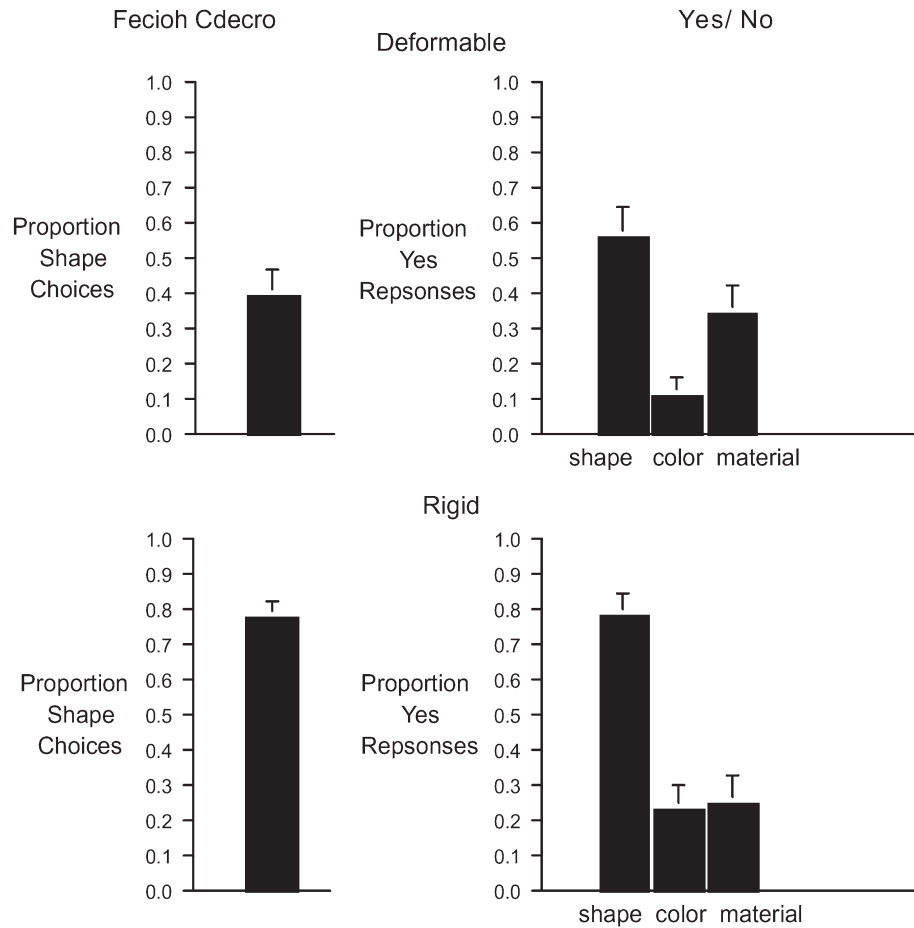 Fecioh Cdecro
Yes/ No
Deformable
1.0
0.9
0.8
0.7
0.6
0.5
0.4
0.3
0.2
0.1
0.0
Proportion
Shape
Choices
1.0
0.9
0.8
0.7
0.6
0.5
0.4
0.3
0.2
0.1
0.0
Proportion
Yes
Repsonses
shape color material
Rigid
1.0
0.9
0.8
0.7
0.6
0.5
0.4
0.3
0.2
0.1
0.0
Proportion
Shape
Choices
1.0
0.9
0.8
0.7
0.6
0.5
0.4
0.3
0.2
0.1
0.0
Proportion
Yes
Repsonses
shape color material